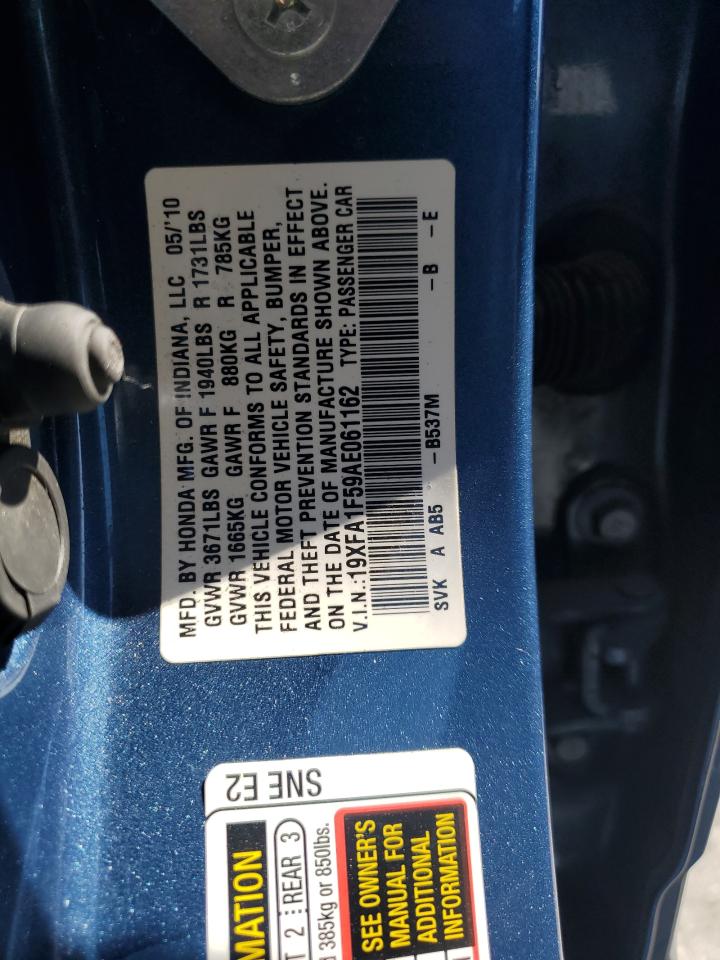 MFD. BY HONDA MFG. OF INDIANA, LLC 05/'10
GVWR 3671LBS GAWR F 1940LBS R 1731LBS
GVWR 1665KG GAWR F 880KG R 785KG
THIS VEHICLE CONFORMS TO ALL APPLICABLE
FEDERAL MOTOR VEHICLE SAFETY, BUMPER,
AND THEFT PREVENTION STANDARDS IN EFFECT
ON THE DATE OF MANUFACTURE SHOWN ABOVE.
V.I.N.:19XFA1F59AE061162 TYPE: PASSENGER CAR
SVK A AB5 -B537M -B -E
SNE E2
2 REAR 3
385kg or 850lbs.
SEE OWNER'S
MANUAL FOR
ADDITIONAL
INFORMATION